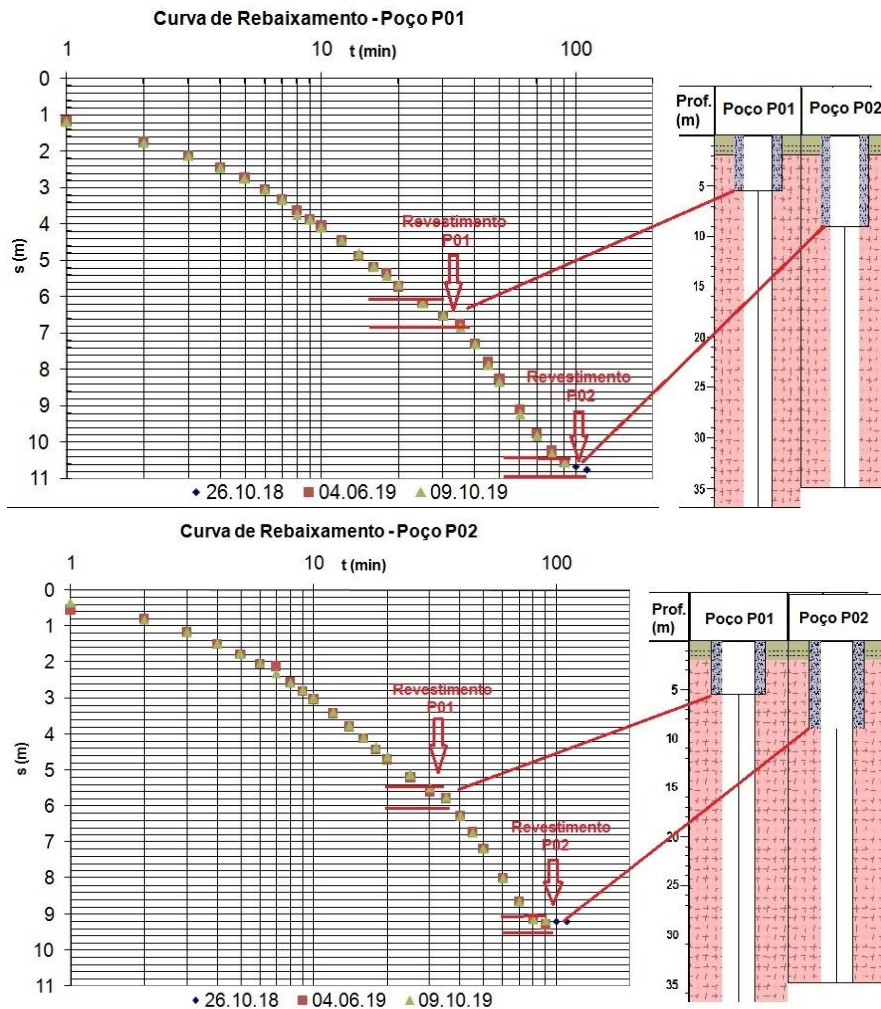 Curva de Rebaixamento - Poço P01
t (min)
1 10 100
0
1
2
3
4
5
6
7
8
9
10
11
s (m)
Revestimento
P01
Revestimento
P02
26.10.18 04.06.19 09.10.19
Prof.
(m)
Poço P01 Poço P02
5
10
15
20
25
30
35
Curva de Rebaixamento - Poço P02
1 10 t (min) 100
0
1
2
3
4
5
6
7
8
9
10
11
s (m)
Revestimento
P01
Revestimento
P02
26.10.18 04.06.19 09.10.19
Prof.
(m)
Poço P01 Poço P02
5
10
15
20
25
30
35